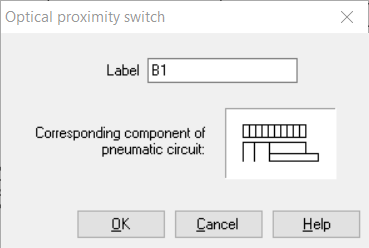 Optical proximity switch
Label B1
Corresponding component of
pneumatic circuit:
OK Cancel Help